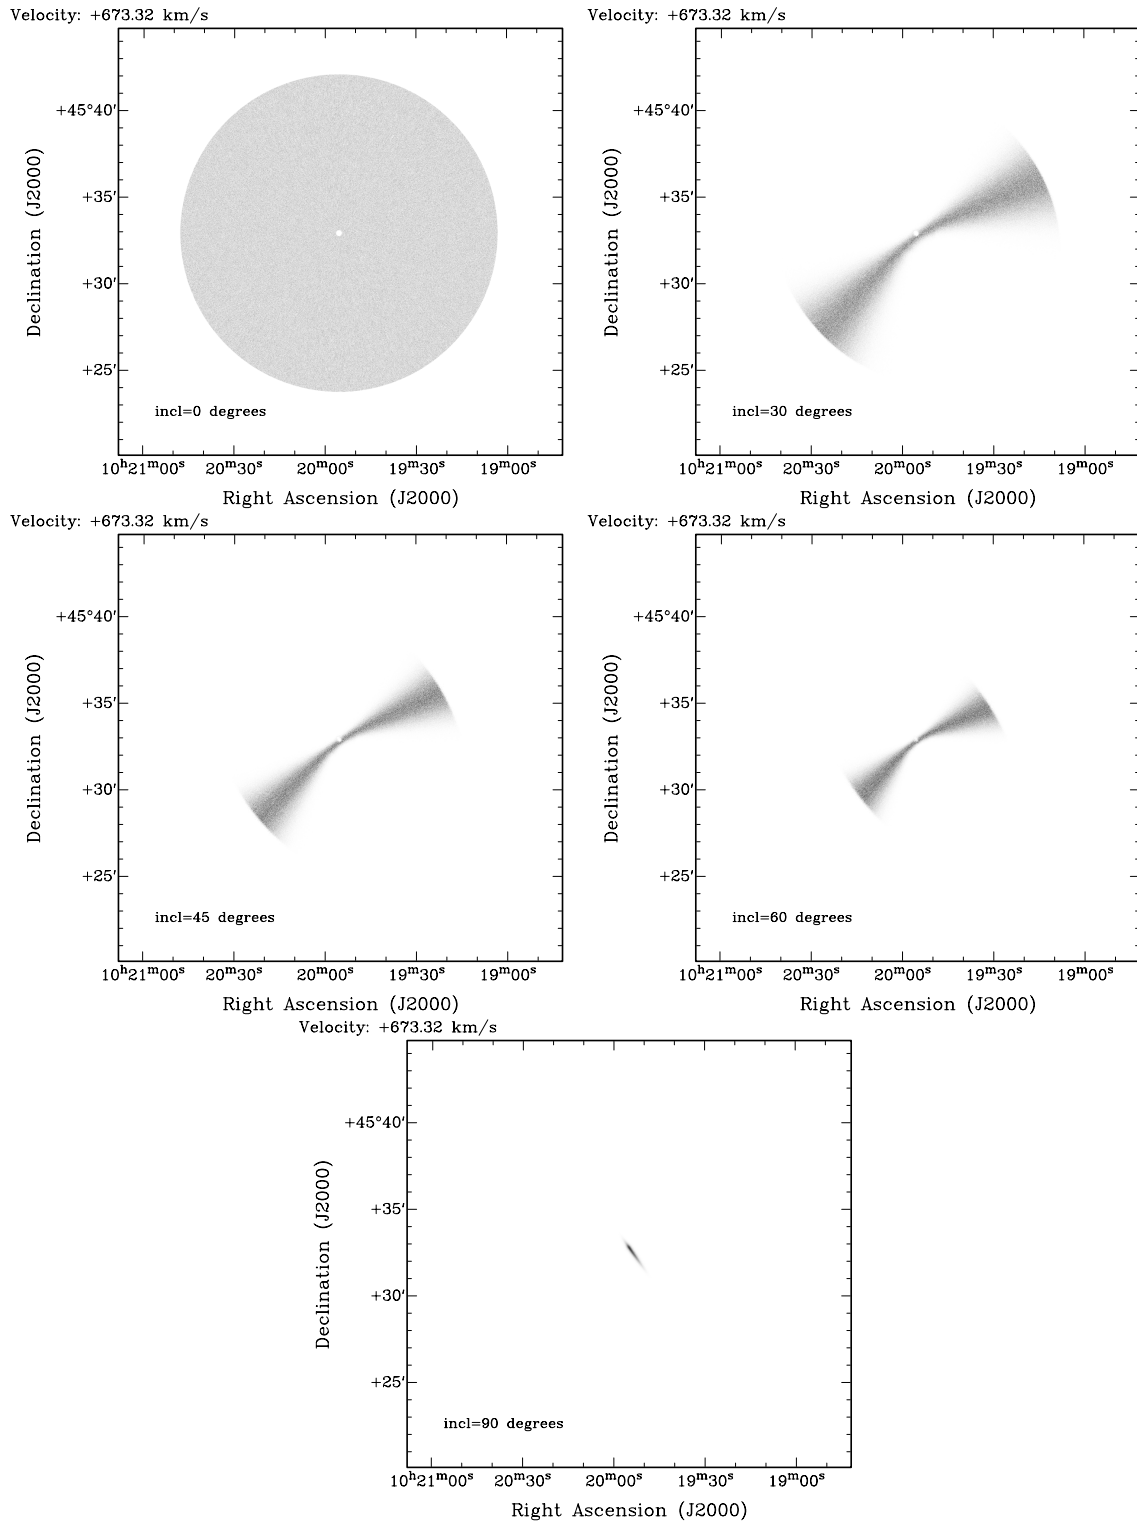 Velocity: +673.32 km/s
Declination (J2000)
+45°40′
+35′
+30′
+25′
incl=0 degrees
10ʰ21ᵐ00ˢ 20ᵐ30ˢ 20ᵐ00ˢ 19ᵐ30ˢ 19ᵐ00ˢ
Right Ascension (J2000)
Velocity: +673.32 km/s
Declination (J2000)
+45°40′
+35′
+30′
+25′
incl=30 degrees
10ʰ21ᵐ00ˢ 20ᵐ30ˢ 20ᵐ00ˢ 19ᵐ30ˢ 19ᵐ00ˢ
Right Ascension (J2000)
Velocity: +673.32 km/s
Declination (J2000)
+45°40′
+35′
+30′
+25′
incl=45 degrees
10ʰ21ᵐ00ˢ 20ᵐ30ˢ 20ᵐ00ˢ 19ᵐ30ˢ 19ᵐ00ˢ
Right Ascension (J2000)
Velocity: +673.32 km/s
Declination (J2000)
+45°40′
+35′
+30′
+25′
incl=60 degrees
10ʰ21ᵐ00ˢ 20ᵐ30ˢ 20ᵐ00ˢ 19ᵐ30ˢ 19ᵐ00ˢ
Right Ascension (J2000)
Velocity: +673.32 km/s
Declination (J2000)
+45°40′
+35′
+30′
+25′
incl=90 degrees
10ʰ21ᵐ00ˢ 20ᵐ30ˢ 20ᵐ00ˢ 19ᵐ30ˢ 19ᵐ00ˢ
Right Ascension (J2000)